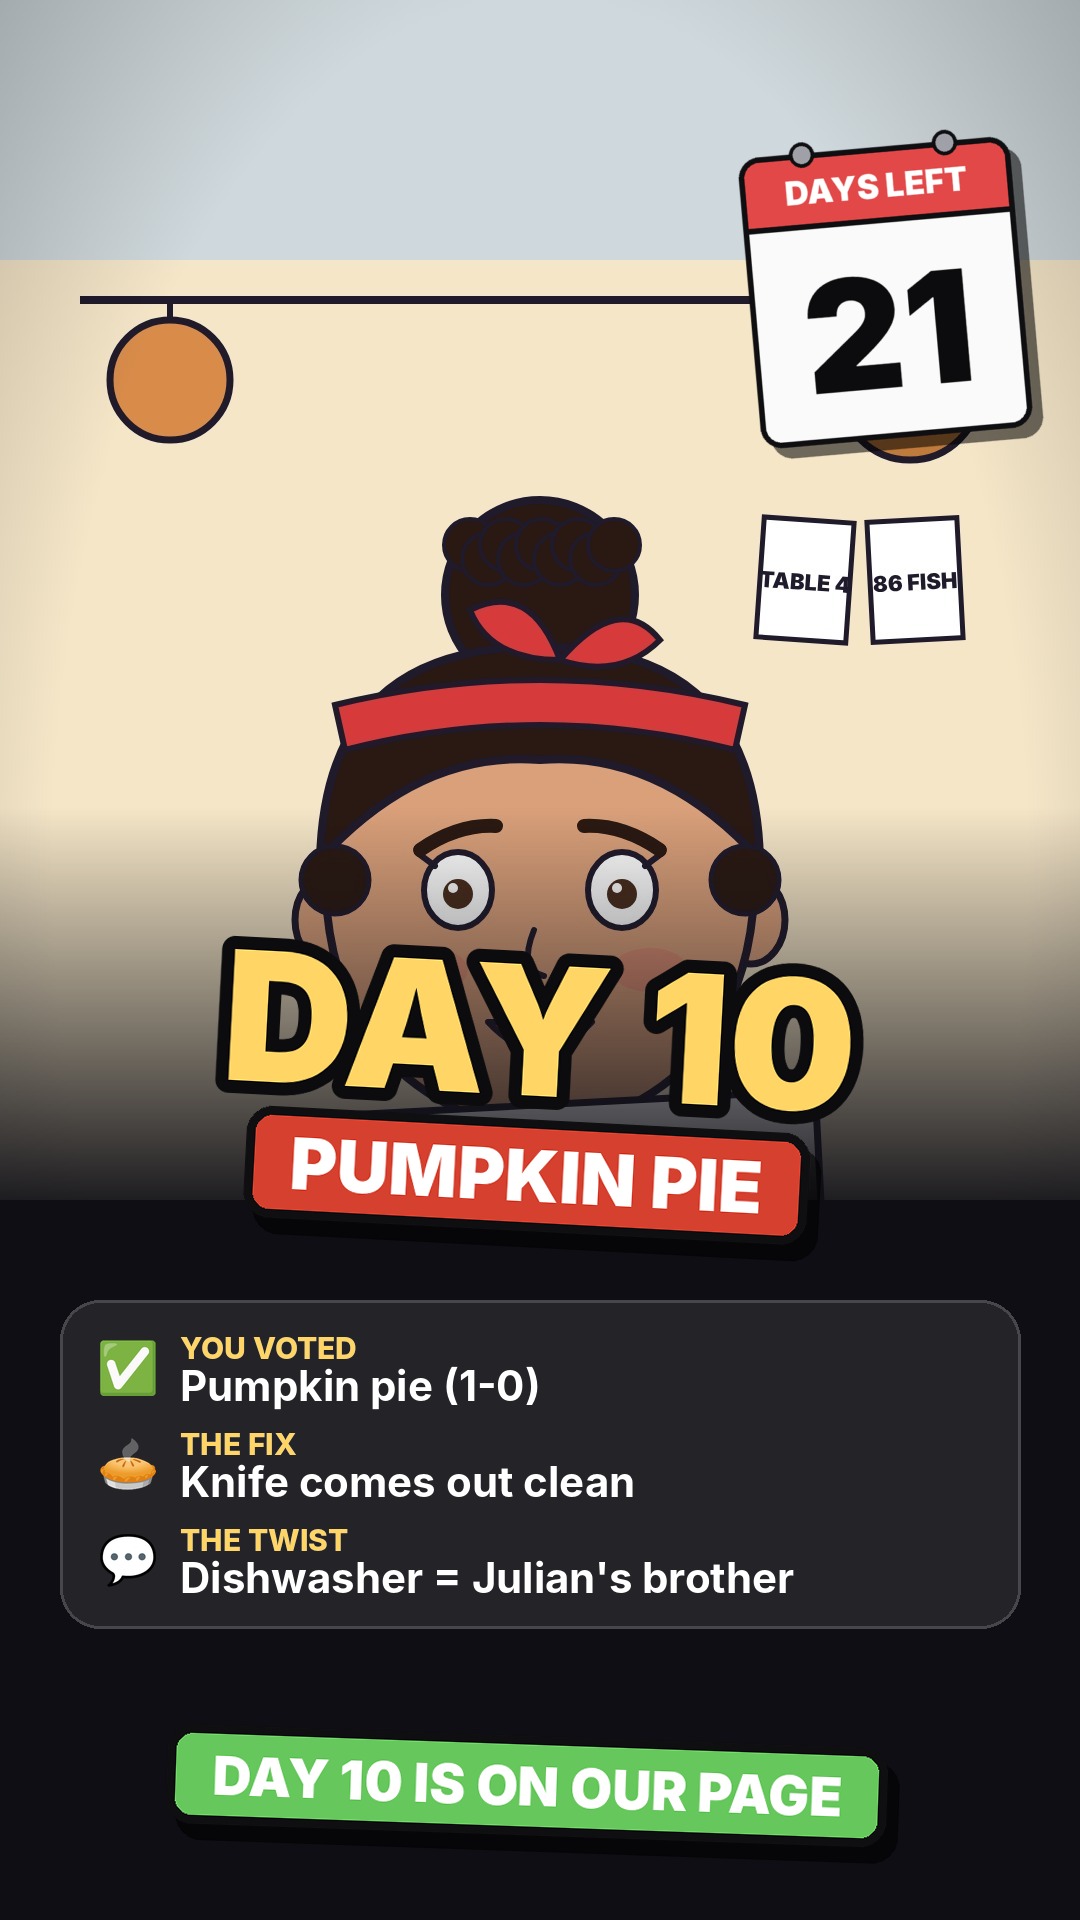 DAYS LEFT
21
TABLE 4
86 FISH
DAY 10
PUMPKIN PIE
YOU VOTED
Pumpkin pie (1-0)
THE FIX
Knife comes out clean
THE TWIST
Dishwasher = Julian's brother
DAY 10 IS ON OUR PAGE